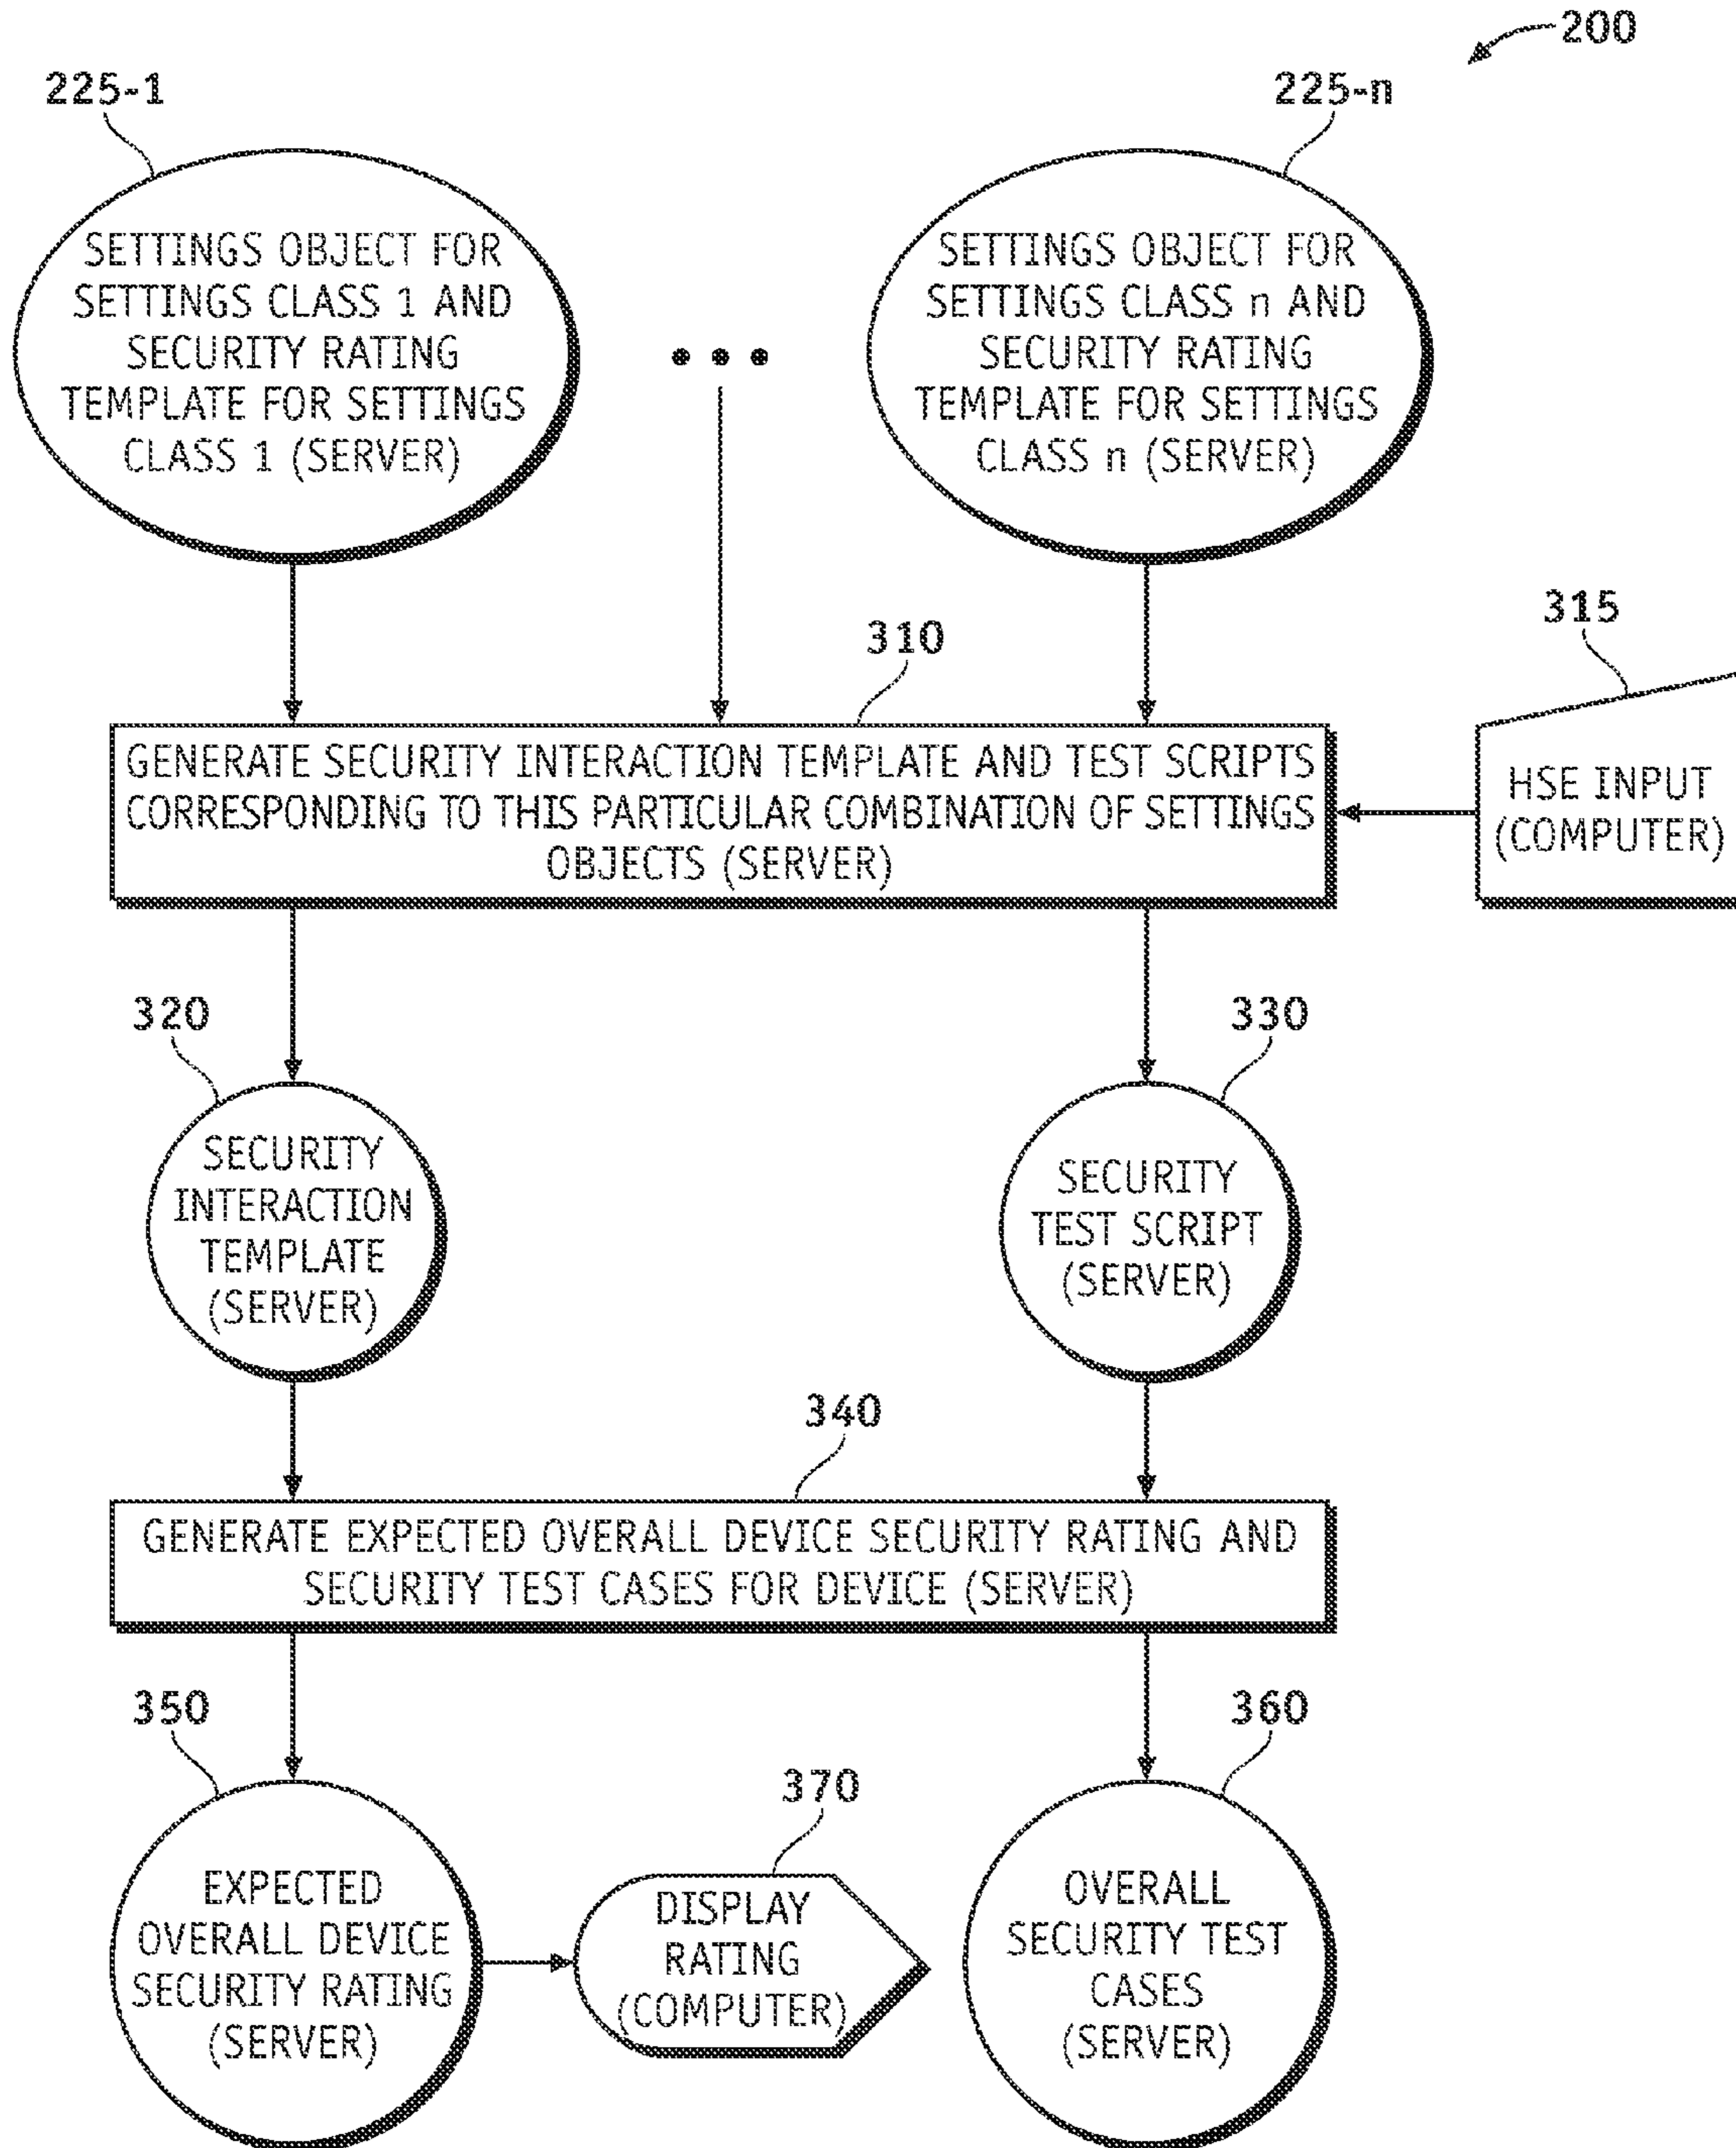 200
225-1
225-n
SETTINGS OBJECT FOR
SETTINGS CLASS 1 AND
SECURITY RATING
TEMPLATE FOR SETTINGS
CLASS 1 (SERVER)
SETTINGS OBJECT FOR
SETTINGS CLASS n AND
SECURITY RATING
TEMPLATE FOR SETTINGS
CLASS n (SERVER)
310
315
GENERATE SECURITY INTERACTION TEMPLATE AND TEST SCRIPTS
CORRESPONDING TO THIS PARTICULAR COMBINATION OF SETTINGS
OBJECTS (SERVER)
HSE INPUT
(COMPUTER)
320
330
SECURITY
INTERACTION
TEMPLATE
(SERVER)
SECURITY
TEST SCRIPT
(SERVER)
340
GENERATE EXPECTED OVERALL DEVICE SECURITY RATING AND
SECURITY TEST CASES FOR DEVICE (SERVER)
350
370
360
EXPECTED
OVERALL DEVICE
SECURITY RATING
(SERVER)
DISPLAY
RATING
(COMPUTER)
OVERALL
SECURITY TEST
CASES
(SERVER)